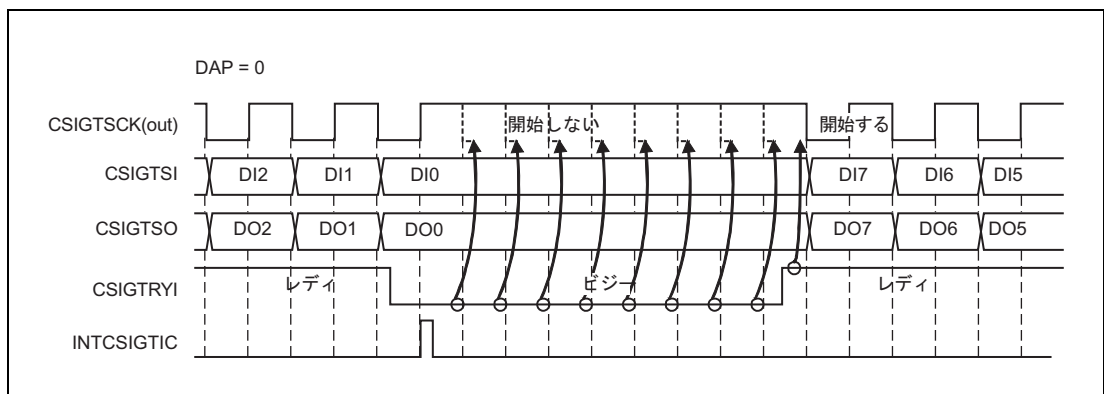 DAP = 0
CSIGTSCK(out) 開始しない 開始する
CSIGTSI DI2 DI1 DI0 DI7 DI6 DI5
CSIGTSO DO2 DO1 DO0 DO7 DO6 DO5
CSIGTRYI レディ ビジー レディ
INTCSIGTIC